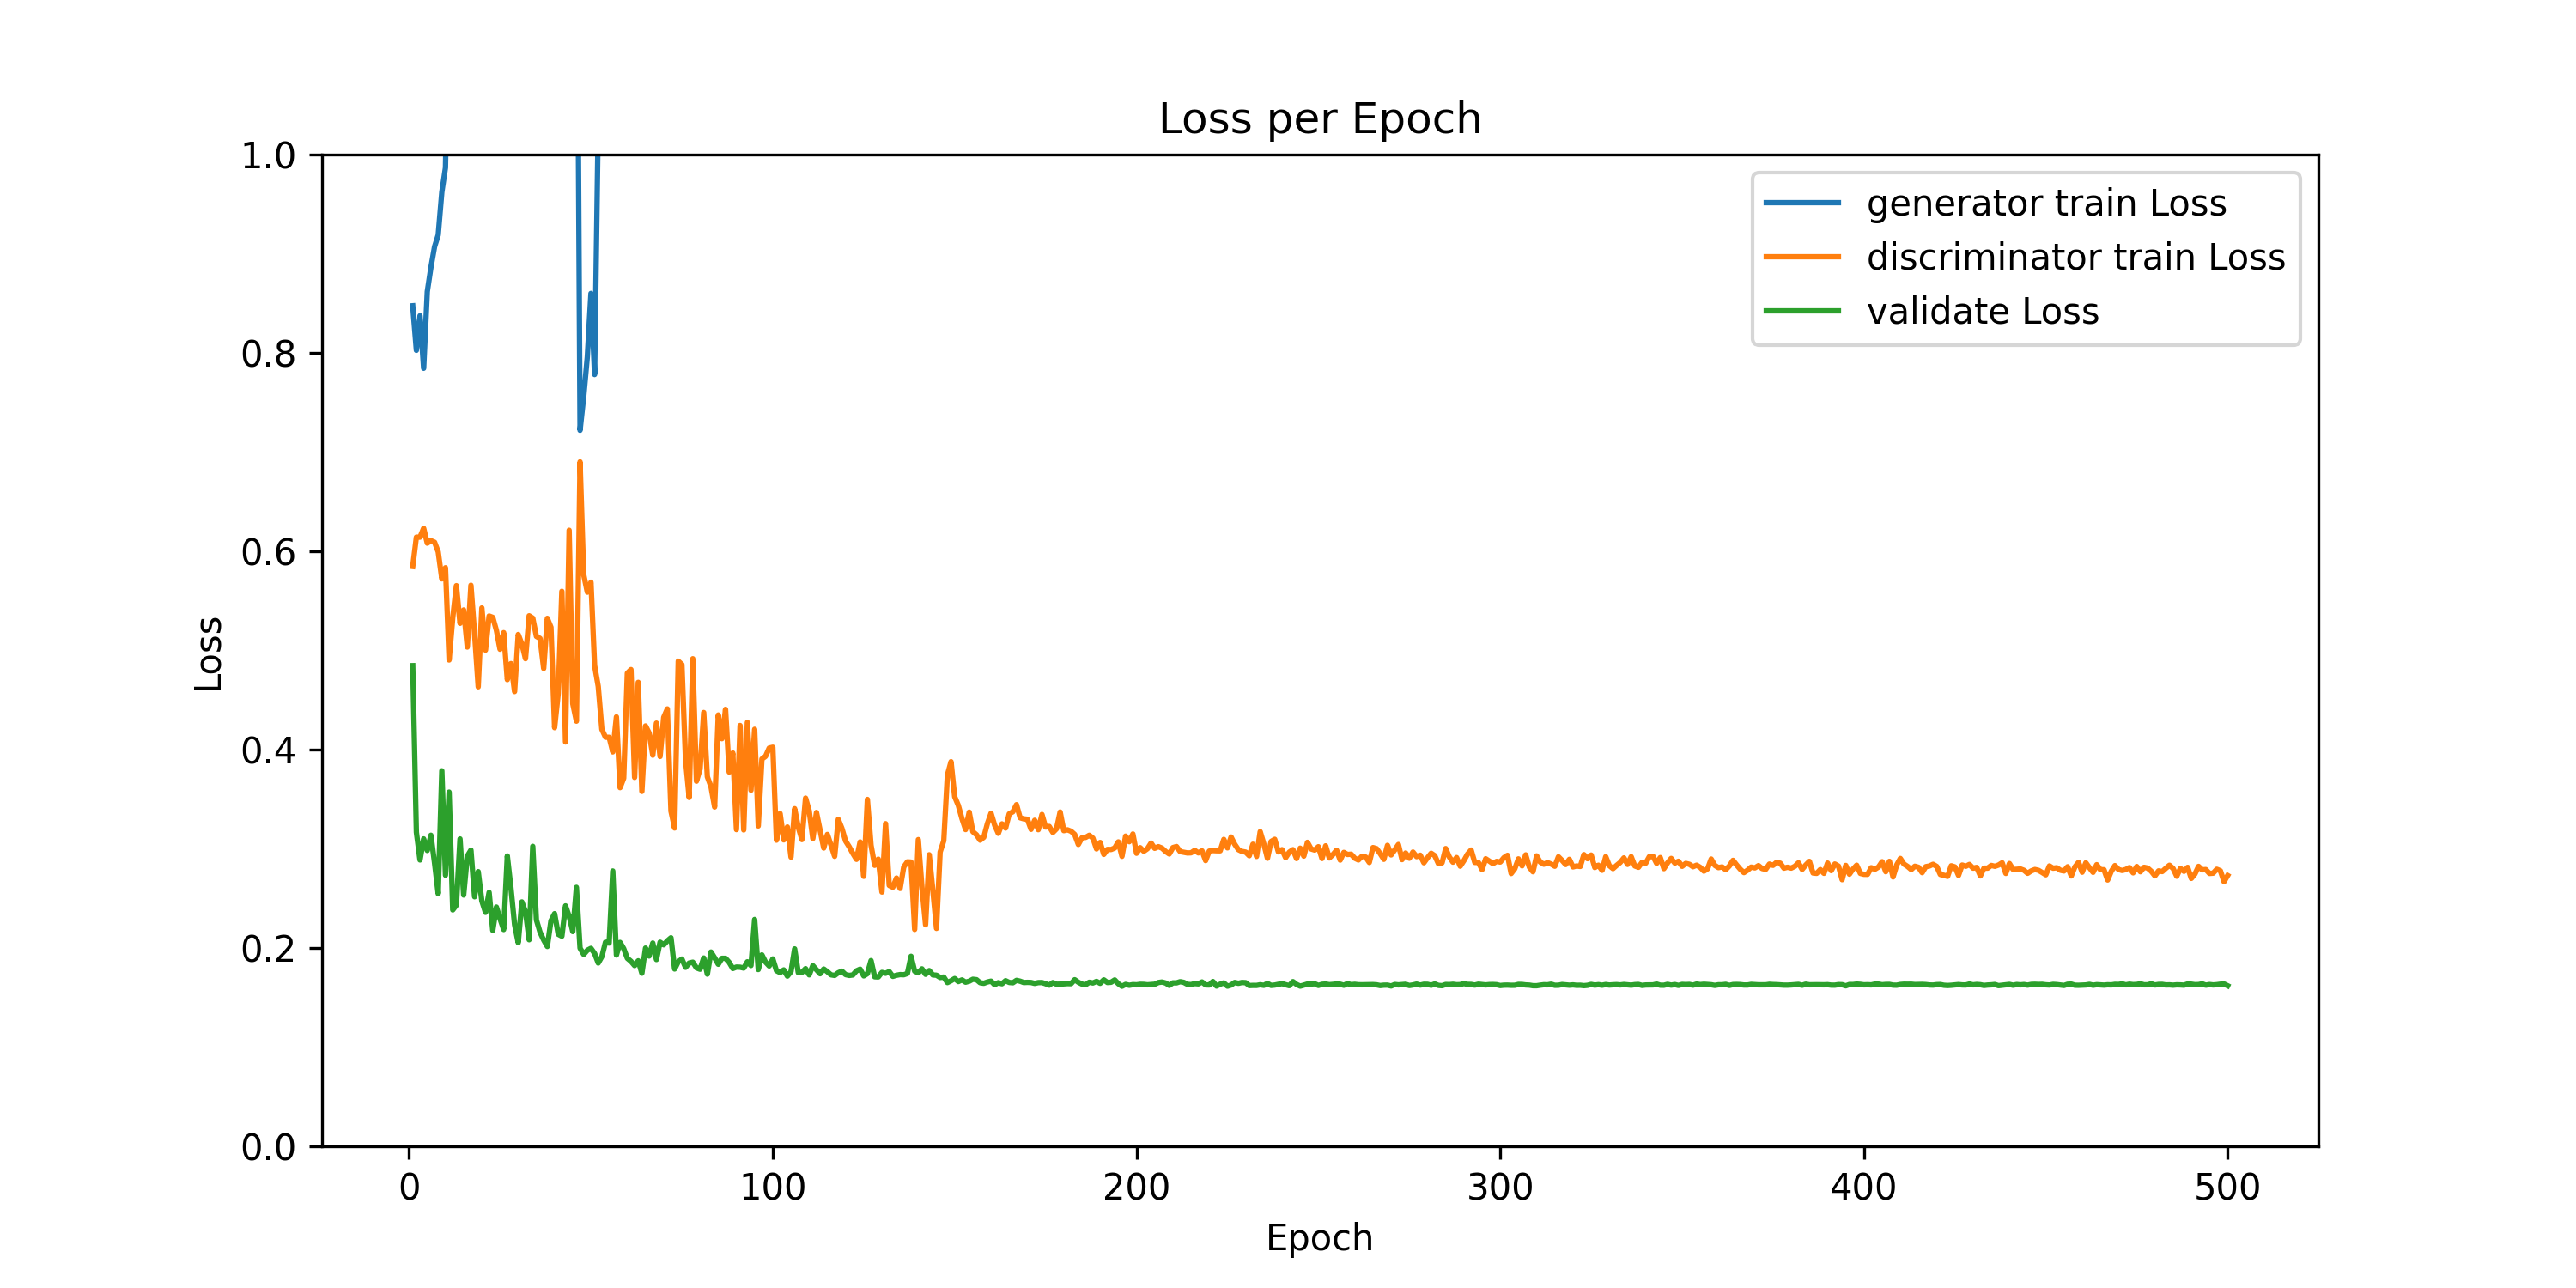 Loss per Epoch
1.0
0.8
0.6
0.4
0.2
0.0
Loss
generator train Loss
discriminator train Loss
validate Loss
0 100 200 300 400 500
Epoch